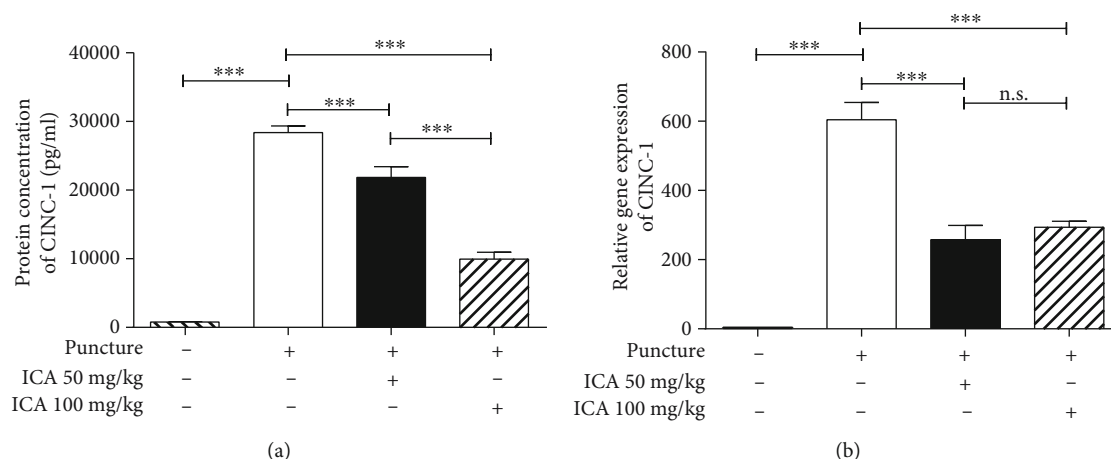 Protein concentration
of CINC-1 (pg/ml)
40000
30000
20000
10000
0
***
***
***
***
Puncture − + + +
ICA 50 mg/kg − − + −
ICA 100 mg/kg − − − +
(a)
Relative gene expression
of CINC-1
800
600
400
200
0
***
***
***
n.s.
Puncture − + + +
ICA 50 mg/kg − − + −
ICA 100 mg/kg − − − +
(b)